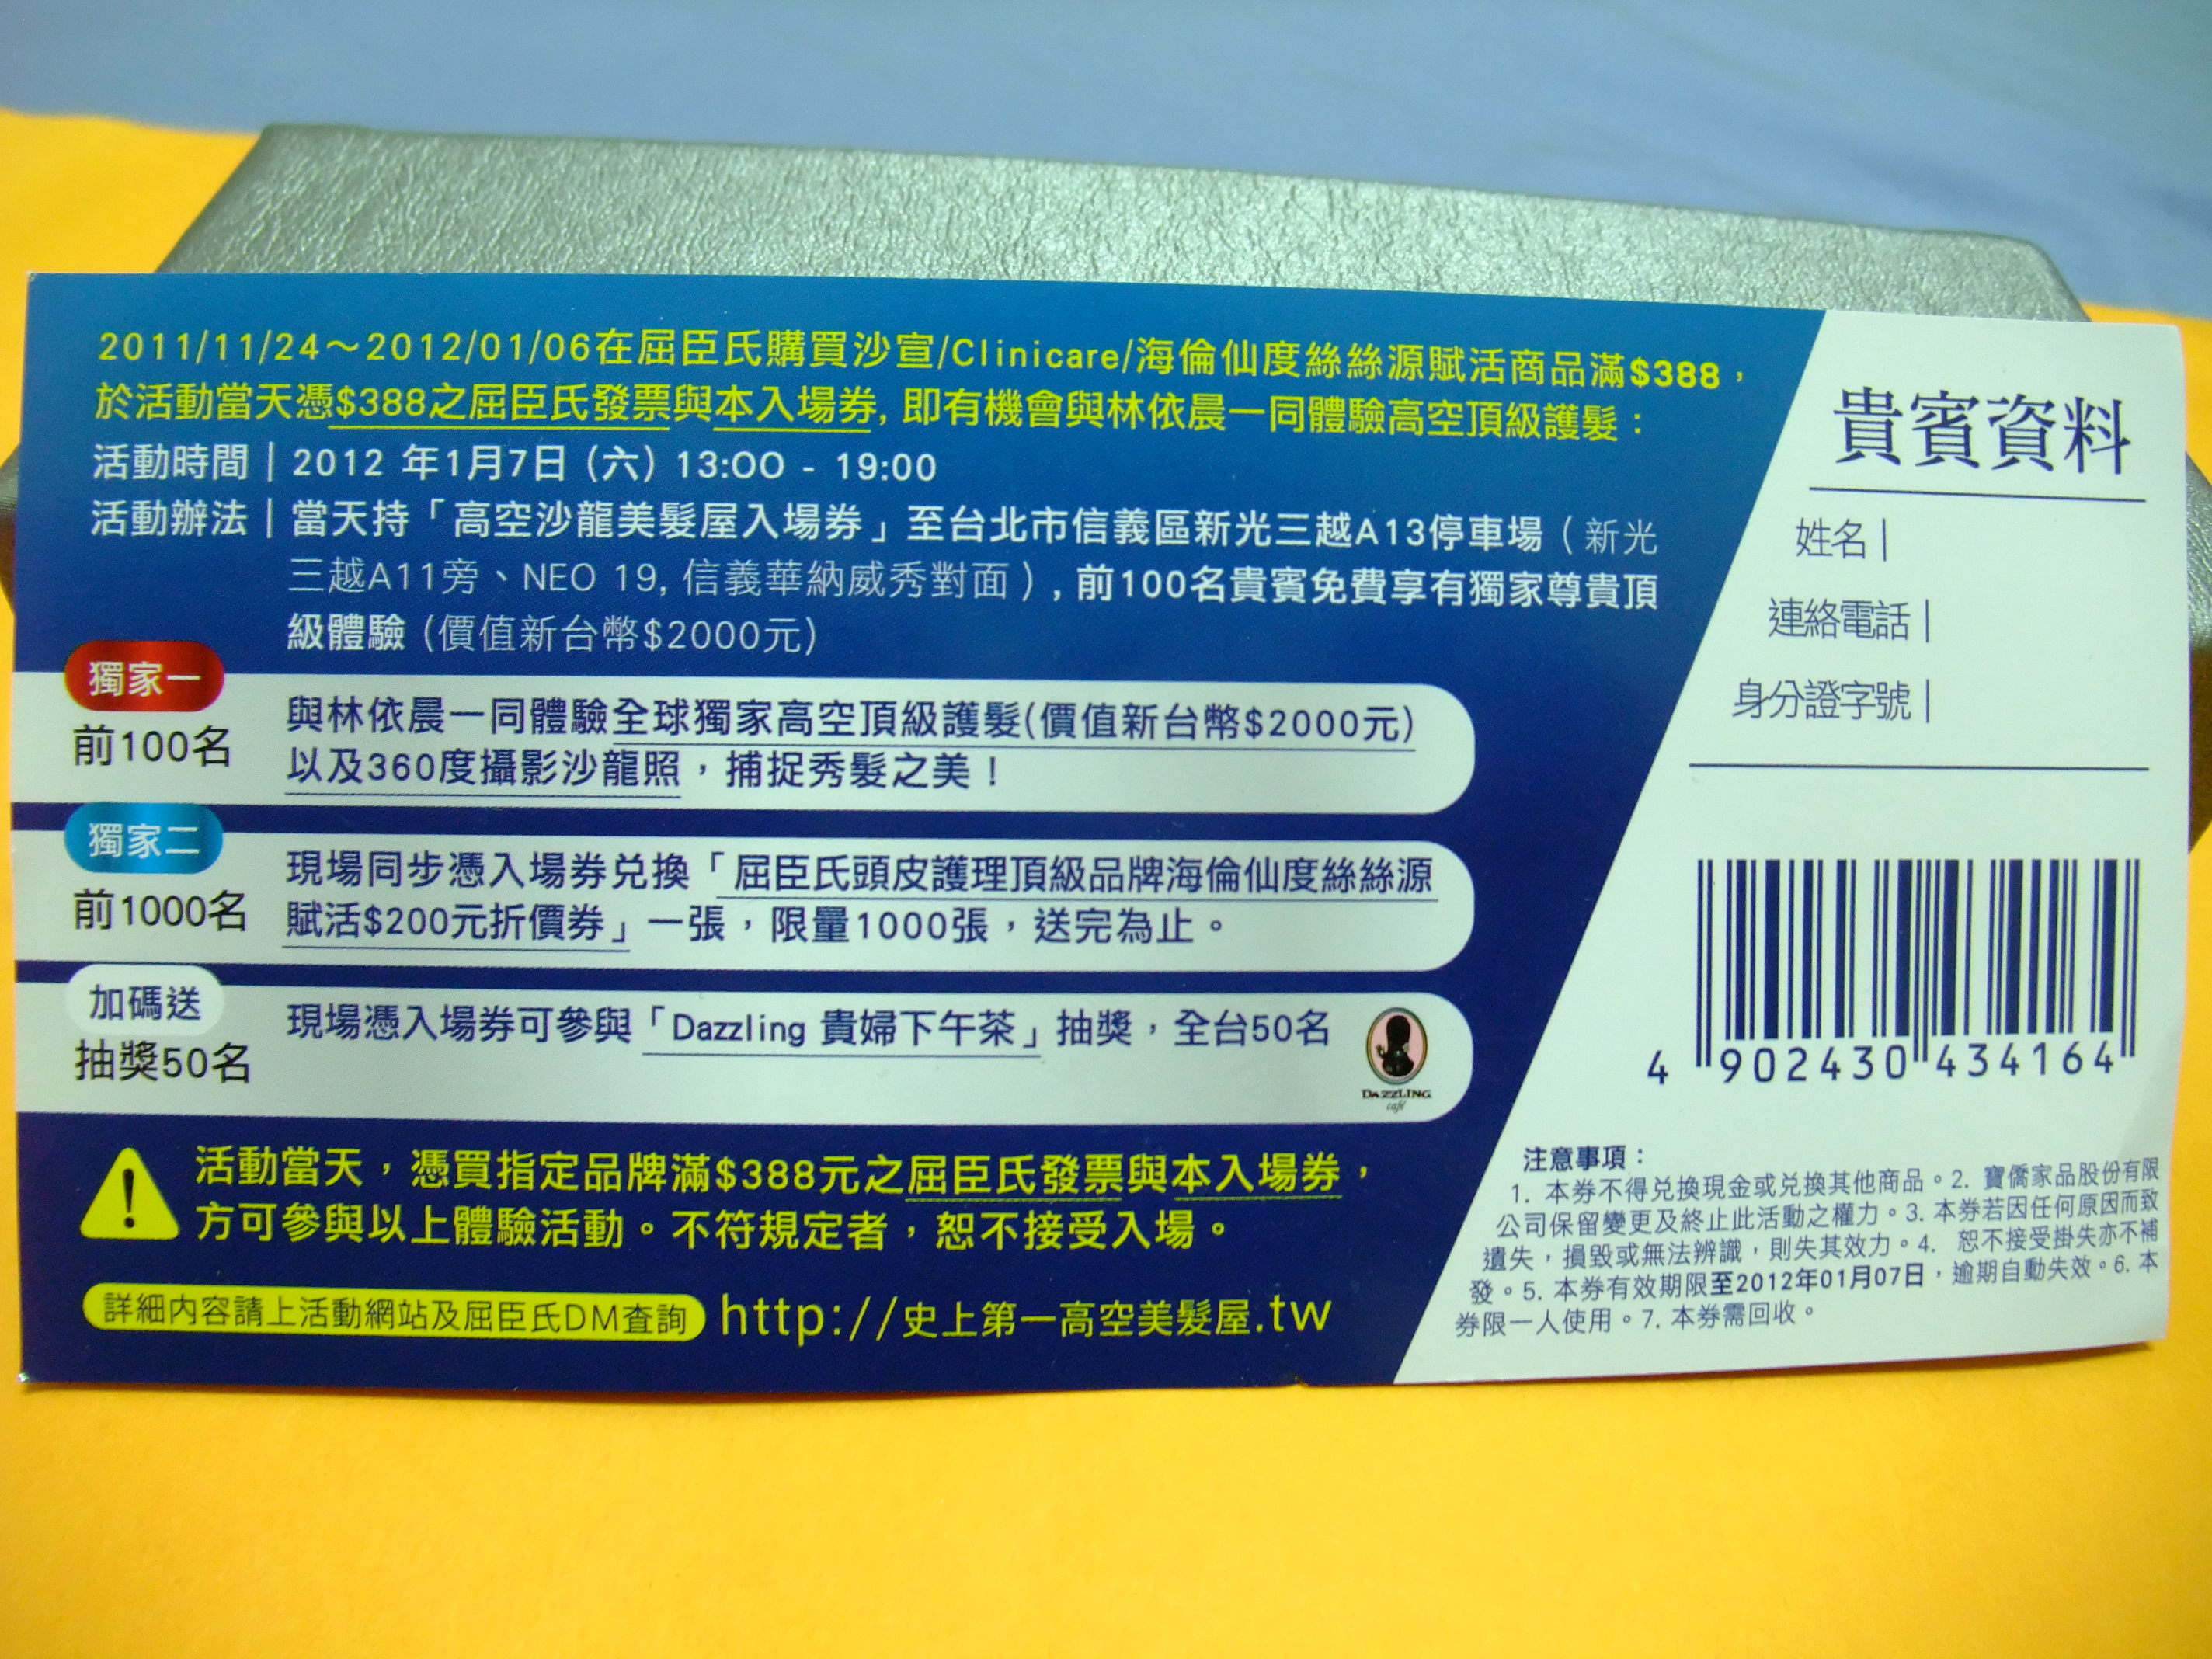 2011/11/24～2012/01/06在屈臣氏購買沙宣/Clinicare/海倫仙度絲絲源賦活商品滿$388，
於活動當天憑$388之屈臣氏發票與本入場券, 即有機會與林依晨一同體驗高空頂級護髮：
活動時間｜2012 年1月7日 (六) 13:00 - 19:00
活動辦法｜當天持「高空沙龍美髮屋入場券」至台北市信義區新光三越A13停車場（新光
三越A11旁、NEO 19, 信義華納威秀對面）, 前100名貴賓免費享有獨家尊貴頂
級體驗 (價值新台幣$2000元)
獨家一
前100名
與林依晨一同體驗全球獨家高空頂級護髮(價值新台幣$2000元)
以及360度攝影沙龍照，捕捉秀髮之美！
獨家二
前1000名
現場同步憑入場券兌換「屈臣氏頭皮護理頂級品牌海倫仙度絲絲源
賦活$200元折價券」一張，限量1000張，送完為止。
加碼送
抽獎50名
現場憑入場券可參與「Dazzling 貴婦下午茶」抽獎，全台50名
DAZZLING
café
活動當天，憑買指定品牌滿$388元之屈臣氏發票與本入場券，
方可參與以上體驗活動。不符規定者，恕不接受入場。
詳細內容請上活動網站及屈臣氏DM查詢 http://史上第一高空美髮屋.tw
貴賓資料
姓名｜
連絡電話｜
身分證字號｜
4 902430 434164
注意事項：
1. 本券不得兌換現金或兌換其他商品。2. 寶僑家品股份有限
公司保留變更及終止此活動之權力。3. 本券若因任何原因而致
遺失，損毀或無法辨識，則失其效力。4. 恕不接受掛失亦不補
發。5. 本券有效期限至2012年01月07日，逾期自動失效。6. 本
券限一人使用。7. 本券需回收。